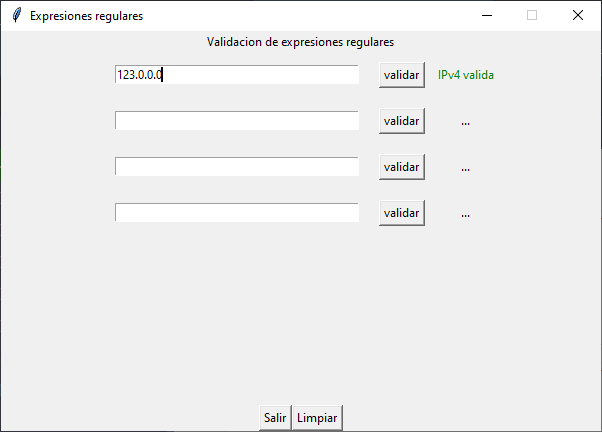 Expresiones regulares
Validacion de expresiones regulares
123.0.0.0 validar IPv4 valida
validar ...
validar ...
validar ...
Salir Limpiar